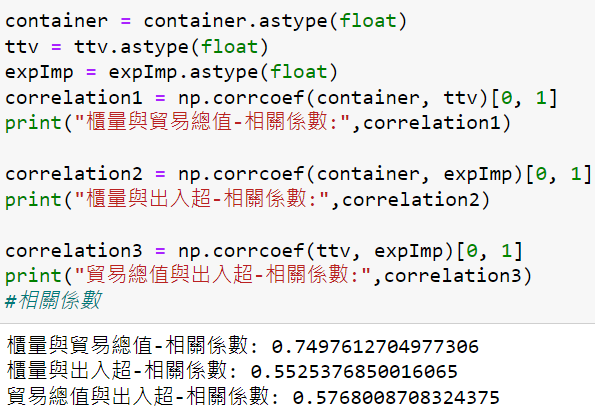 container = container.astype(float)
ttv = ttv.astype(float)
expImp = expImp.astype(float)
correlation1 = np.corrcoef(container, ttv)[0, 1]
print("櫃量與貿易總值-相關係數:",correlation1)
correlation2 = np.corrcoef(container, expImp)[0, 1]
print("櫃量與出入超-相關係數:",correlation2)
correlation3 = np.corrcoef(ttv, expImp)[0, 1]
print("貿易總值與出入超-相關係數:",correlation3)
#相關係數
櫃量與貿易總值-相關係數: 0.7497612704977306
櫃量與出入超-相關係數: 0.5525376850016065
貿易總值與出入超-相關係數: 0.5768008708324375